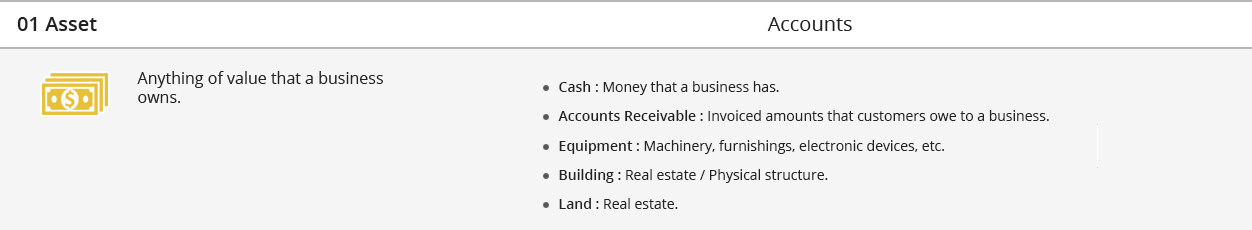 01 Asset
Accounts
Anything of value that a business
owns.
• Cash : Money that a business has.
• Accounts Receivable : Invoiced amounts that customers owe to a business.
• Equipment : Machinery, furnishings, electronic devices, etc.
• Building : Real estate / Physical structure.
• Land : Real estate.